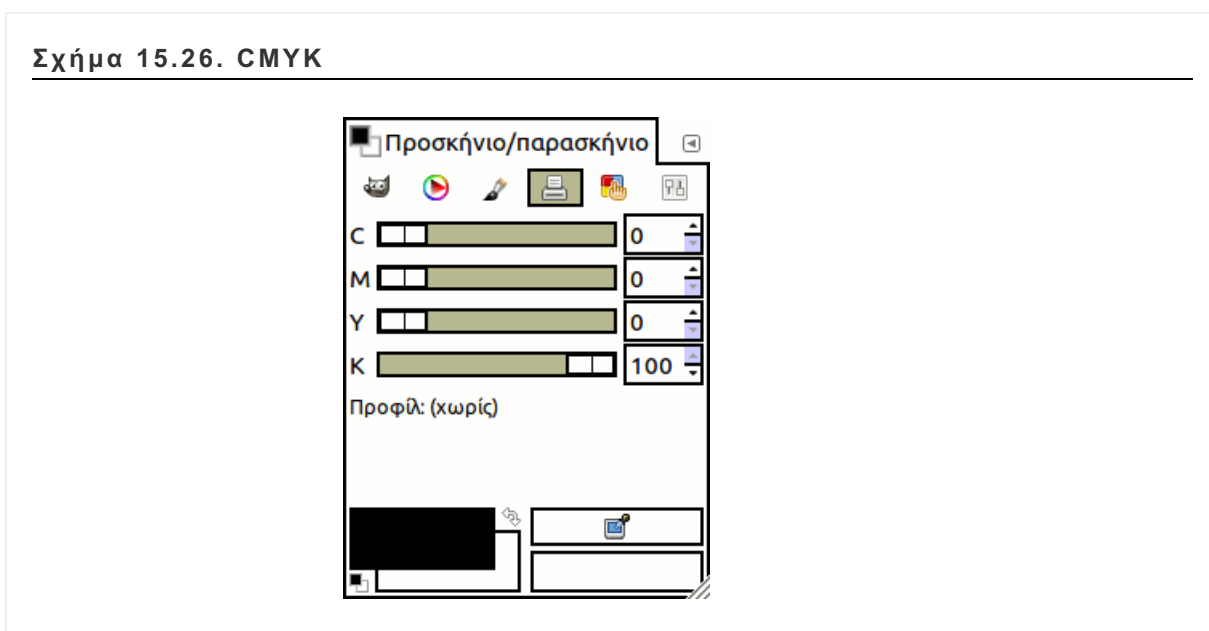 Σχήμα 15.26. CMYK
Προσκήνιο/παρασκήνιο
C 0
M 0
Y 0
K 100
Προφίλ: (χωρίς)